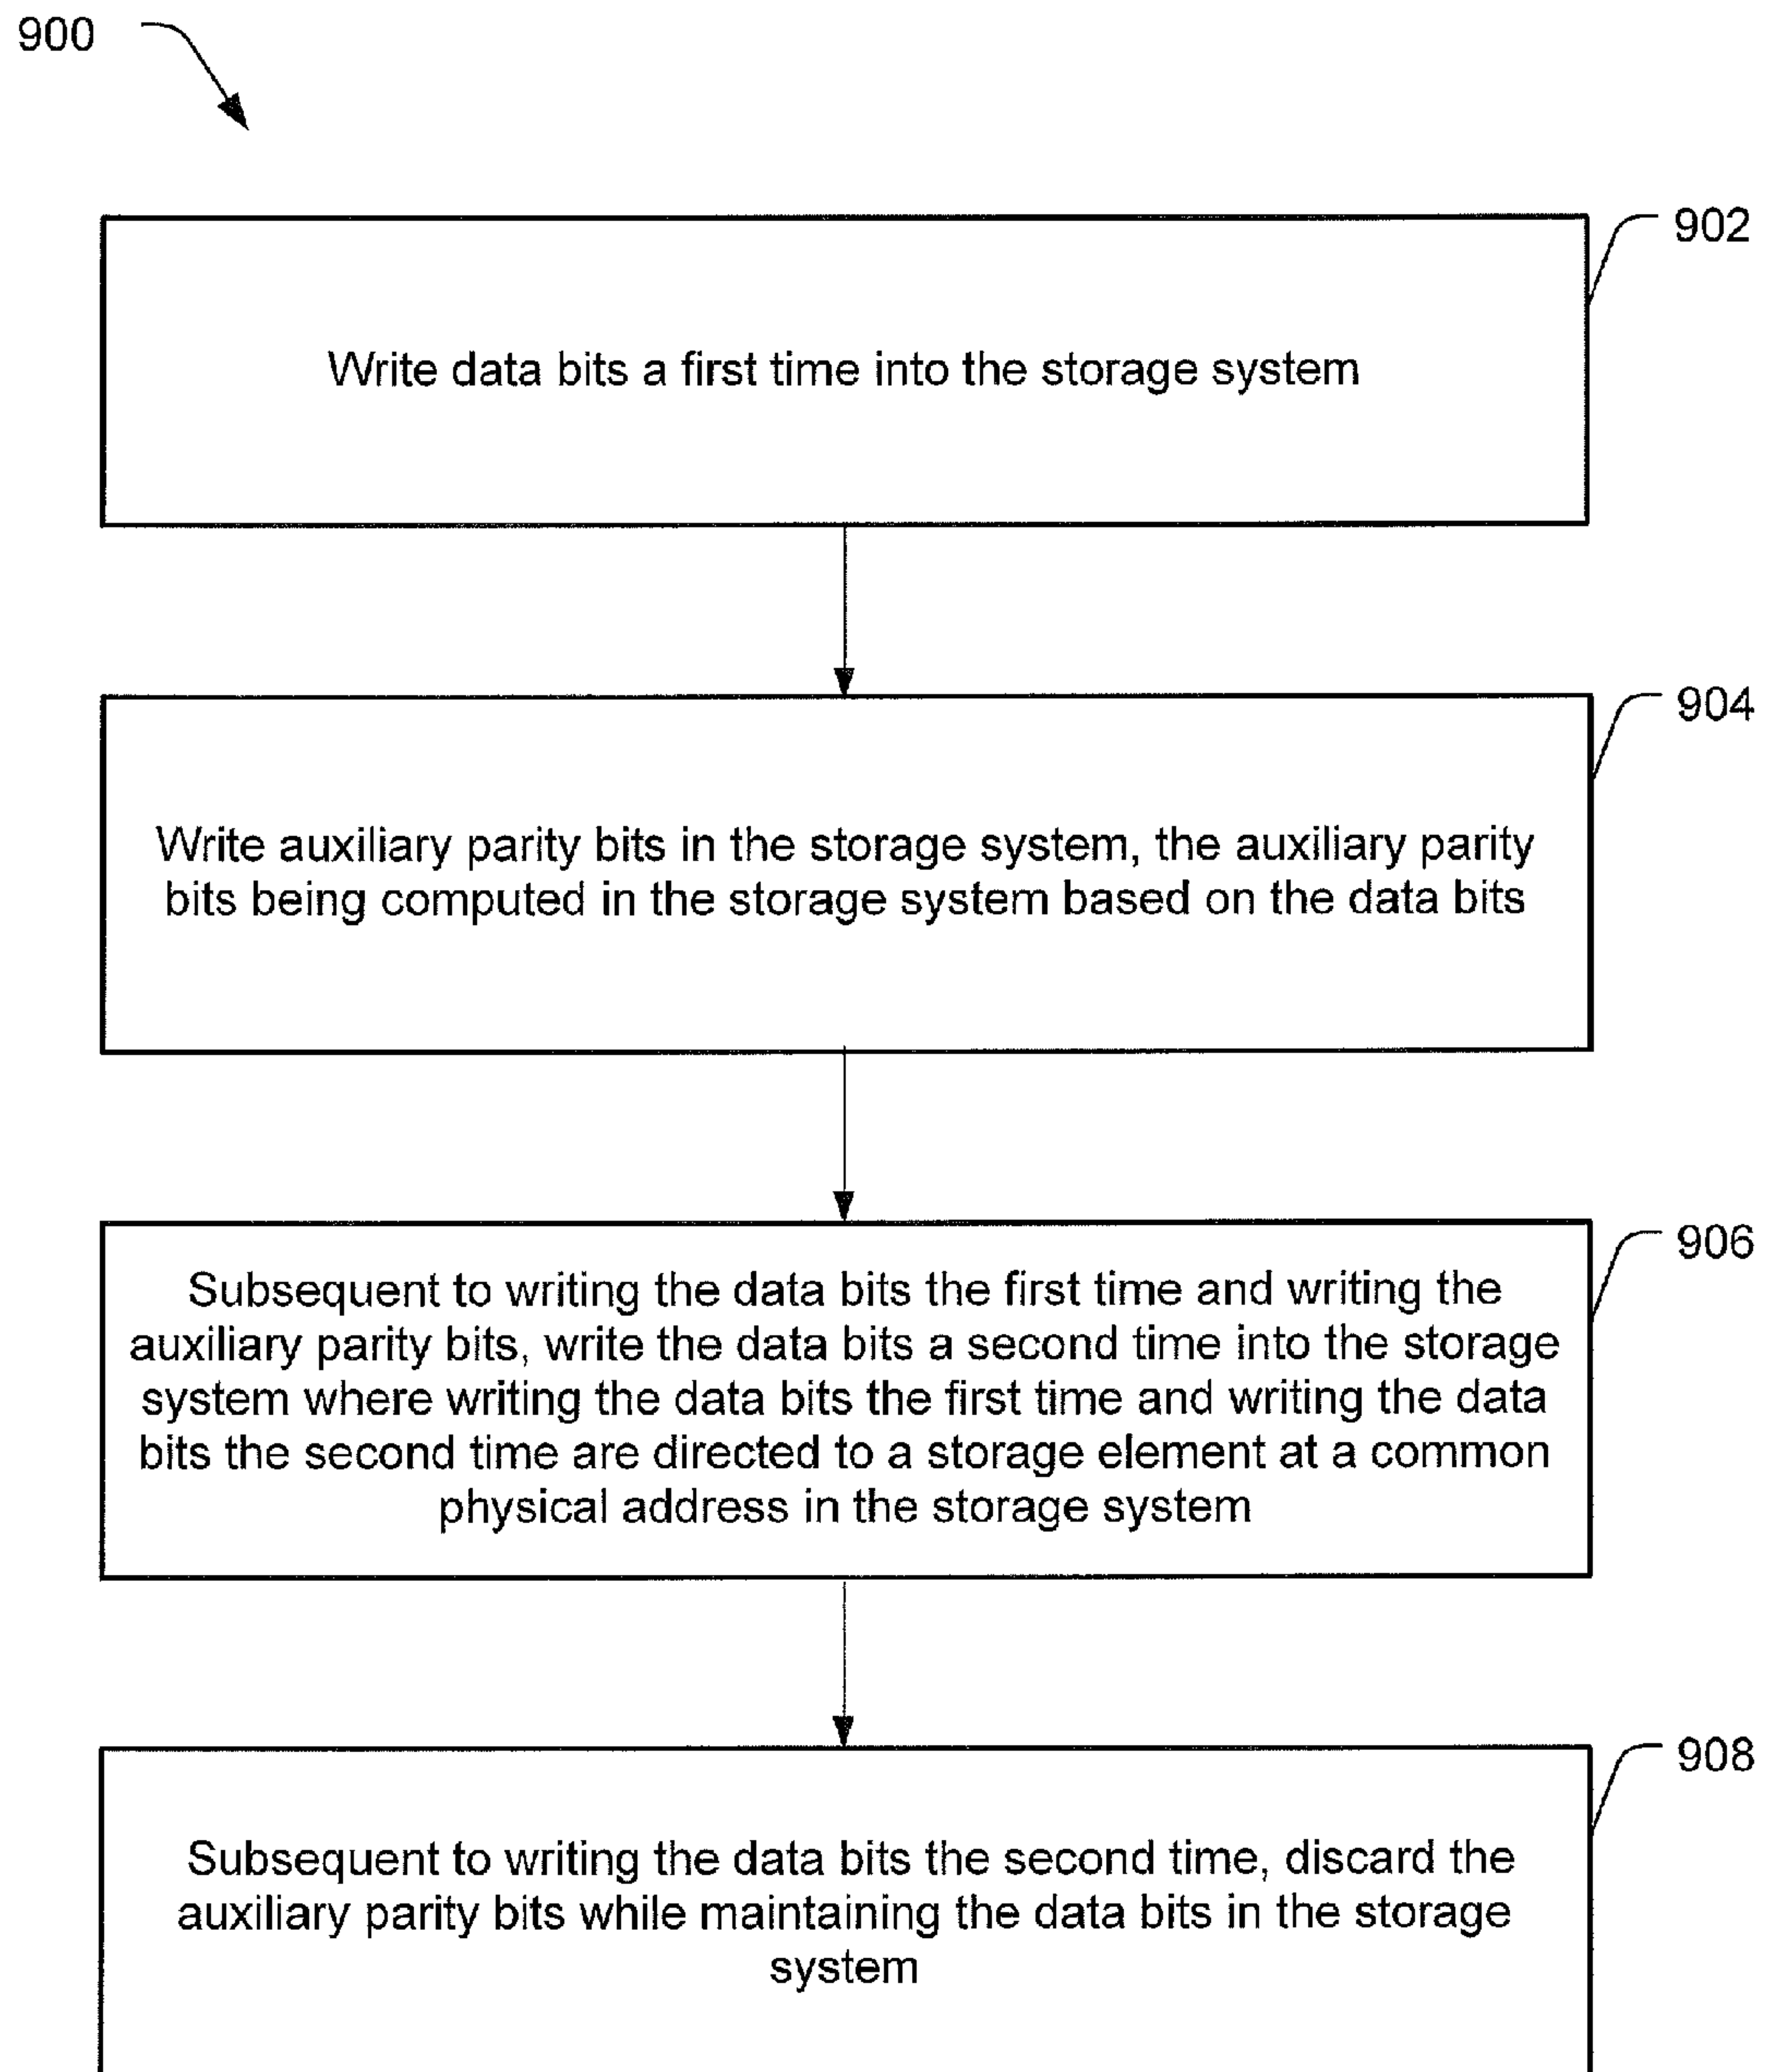 900
902
Write data bits a first time into the storage system
904
Write auxiliary parity bits in the storage system, the auxiliary parity
bits being computed in the storage system based on the data bits
906
Subsequent to writing the data bits the first time and writing the
auxiliary parity bits, write the data bits a second time into the storage
system where writing the data bits the first time and writing the data
bits the second time are directed to a storage element at a common
physical address in the storage system
908
Subsequent to writing the data bits the second time, discard the
auxiliary parity bits while maintaining the data bits in the storage
system